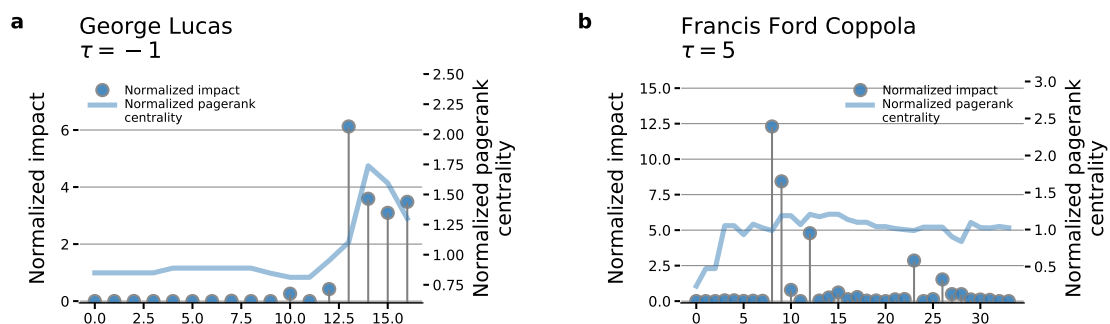 a
George Lucas
τ = − 1
Normalized impact
Normalized pagerank
centrality
Normalized impact
6
4
2
0
2.50
2.25
2.00
1.75
1.50
1.25
1.00
0.75
Normalized pagerank
centrality
0.0 2.5 5.0 7.5 10.0 12.5 15.0
b
Francis Ford Coppola
τ = 5
Normalized impact
Normalized pagerank
centrality
Normalized impact
15.0
12.5
10.0
7.5
5.0
2.5
0.0
3.0
2.5
2.0
1.5
1.0
0.5
Normalized pagerank
centrality
0 5 10 15 20 25 30